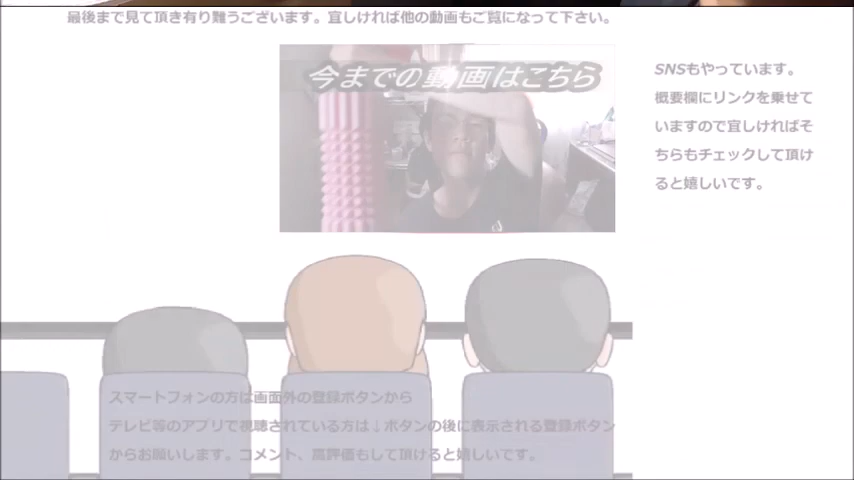 最後まで見て頂き有り難うございます。宜しければ他の動画もご覧になって下さい。
今までの動画はこちら
SNSもやっています。
概要欄にリンクを乗せて
いますので宜しければそ
ちらもチェックして頂け
ると嬉しいです。
スマートフォンの方は画面外の登録ボタンから
テレビ等のアプリで視聴されている方は↓ボタンの後に表示される登録ボタン
からお願いします。コメント、高評価もして頂けると嬉しいです。